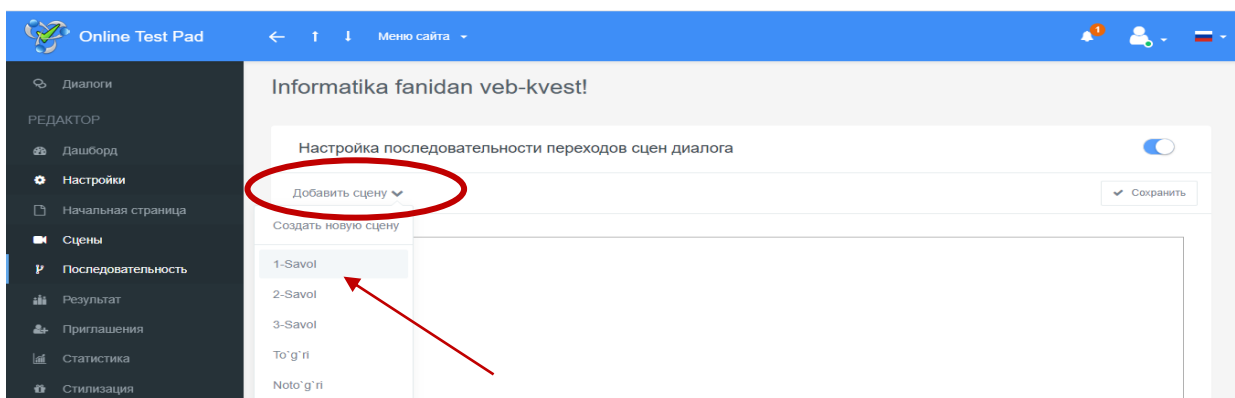 Online Test Pad
Меню сайта
1
Диалоги
РЕДАКТОР
Дашборд
Настройки
Начальная страница
Сцены
Последовательность
Результат
Приглашения
Статистика
Стилизация
Informatika fanidan veb-kvest!
Настройка последовательности переходов сцен диалога
Добавить сцену
Сохранить
Создать новую сцену
1-Savol
2-Savol
3-Savol
To`g`ri
Noto`g`ri